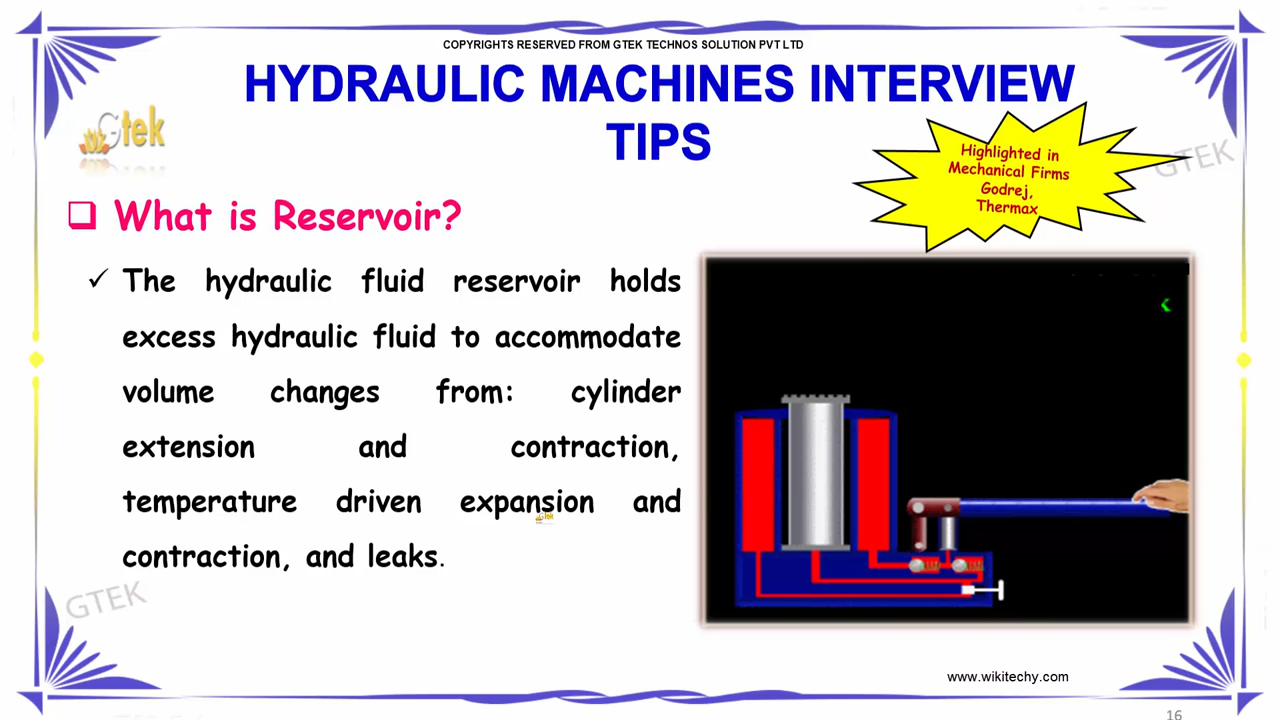 COPYRIGHTS RESERVED FROM GTEK TECHNOS SOLUTION PVT LTD
HYDRAULIC MACHINES INTERVIEW
TIPS
Gtek
GTEK
Highlighted in
Mechanical Firms
Godrej,
Thermax
What is Reservoir?
The hydraulic fluid reservoir holds
excess hydraulic fluid to accommodate
volume changes from: cylinder
extension and contraction,
temperature driven expansion and
contraction, and leaks.
Gtek
GTEK
www.wikitechy.com
16